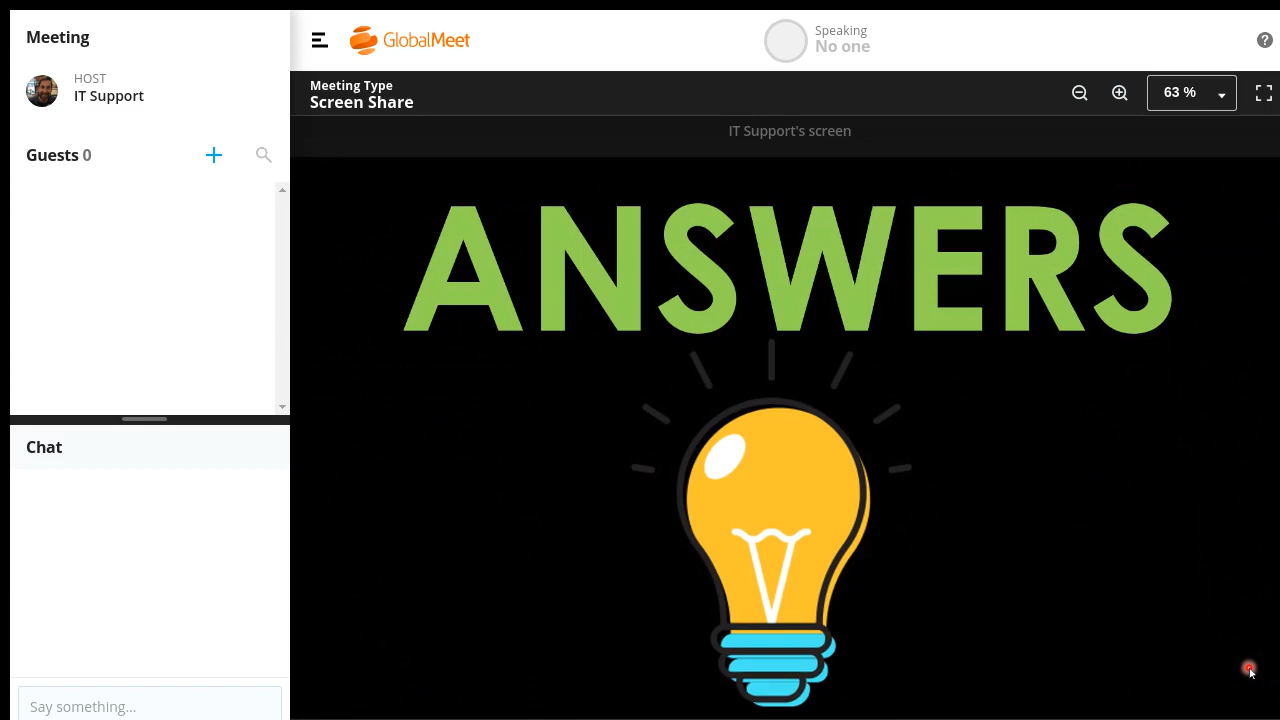 Meeting
HOST
IT Support
Guests 0
Chat
Say something...
GlobalMeet
Speaking
No one
Meeting Type
Screen Share
63 %
IT Support's screen
ANSWERS